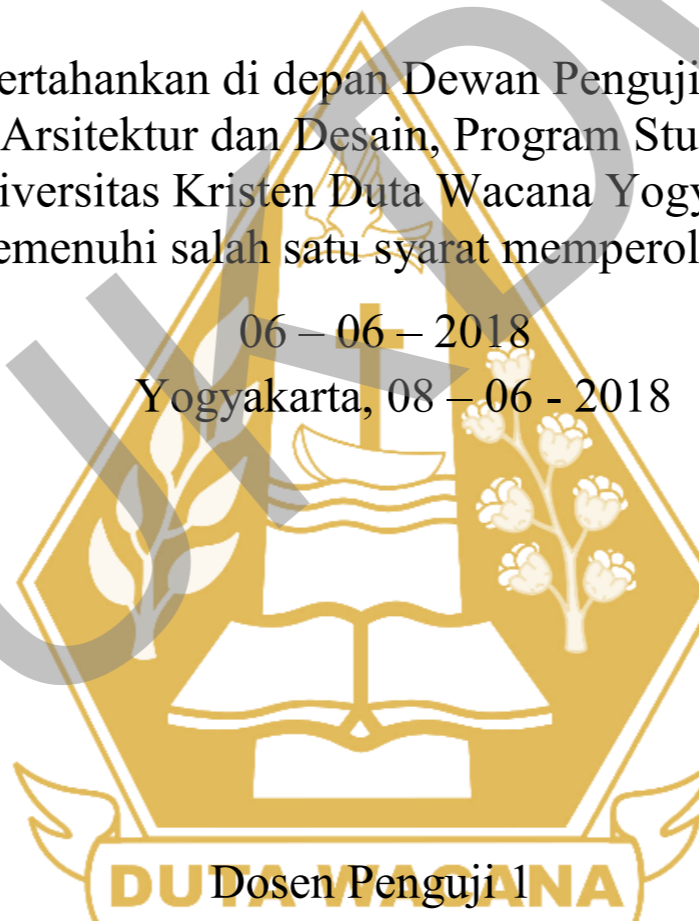 ertahankan di depan Dewan Penguji
Arsitektur dan Desain, Program Stu
iversitas Kristen Duta Wacana Yogy
emenuhi salah satu syarat memperol
06 – 06 – 2018
Yogyakarta, 08 – 06 - 2018
DUTA WACANA
Dosen Penguji 1